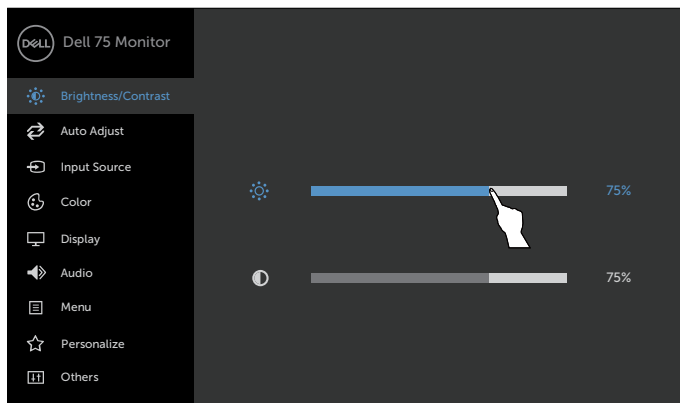 DELL
Dell 75 Monitor
Brightness/Contrast
Auto Adjust
Input Source
75%
Color
Display
Audio
75%
Menu
Personalize
Others